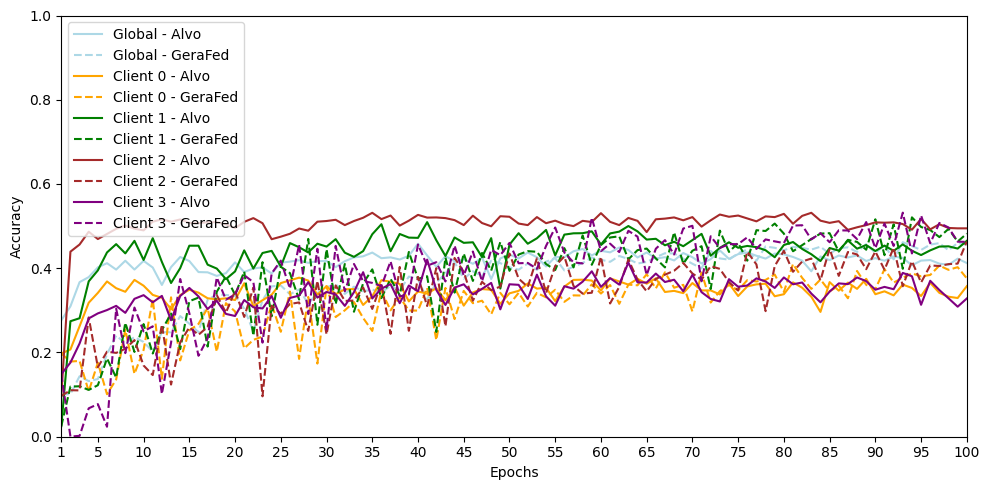 1.0
0.8
0.6
0.4
0.2
0.0
Accuracy
Global - Alvo
Global - GeraFed
Client 0 - Alvo
Client 0 - GeraFed
Client 1 - Alvo
Client 1 - GeraFed
Client 2 - Alvo
Client 2 - GeraFed
Client 3 - Alvo
Client 3 - GeraFed
1 5 10 15 20 25 30 35 40 45 50 55 60 65 70 75 80 85 90 95 100
Epochs